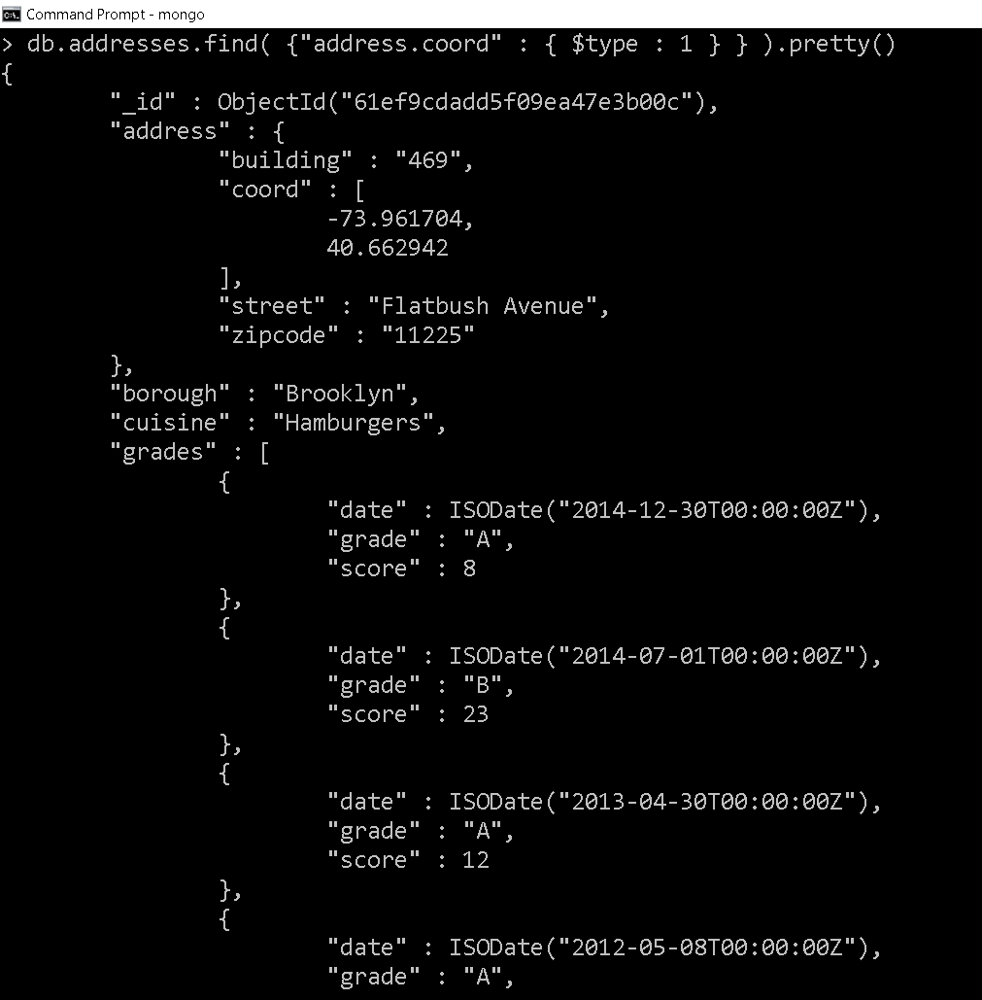 Command Prompt - mongo
> db.addresses.find( {"address.coord" : { $type : 1 } } ).pretty()
{
"_id" : ObjectId("61ef9cdadd5f09ea47e3b00c"),
"address" : {
"building" : "469",
"coord" : [
-73.961704,
40.662942
],
"street" : "Flatbush Avenue",
"zipcode" : "11225"
},
"borough" : "Brooklyn",
"cuisine" : "Hamburgers",
"grades" : [
{
"date" : ISODate("2014-12-30T00:00:00Z"),
"grade" : "A",
"score" : 8
},
{
"date" : ISODate("2014-07-01T00:00:00Z"),
"grade" : "B",
"score" : 23
},
{
"date" : ISODate("2013-04-30T00:00:00Z"),
"grade" : "A",
"score" : 12
},
{
"date" : ISODate("2012-05-08T00:00:00Z"),
"grade" : "A",